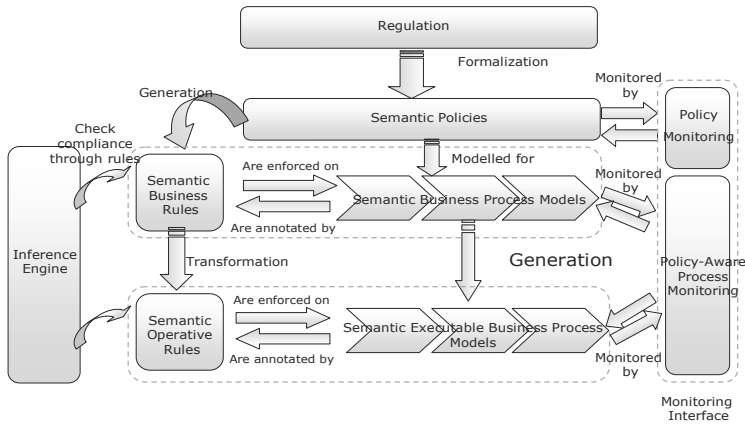 Regulation
Formalization
Generation
Monitored
by
Semantic Policies
Policy
Monitoring
Check
compliance
through rules
Modelled for
Semantic
Business
Rules
Are enforced on
Are annotated by
Semantic Business Process Models
Monitored
by
Inference
Engine
Transformation
Generation
Policy-Aware
Process
Monitoring
Semantic
Operative
Rules
Are enforced on
Are annotated by
Semantic Executable Business Process
Models
Monitored
by
Monitoring
Interface